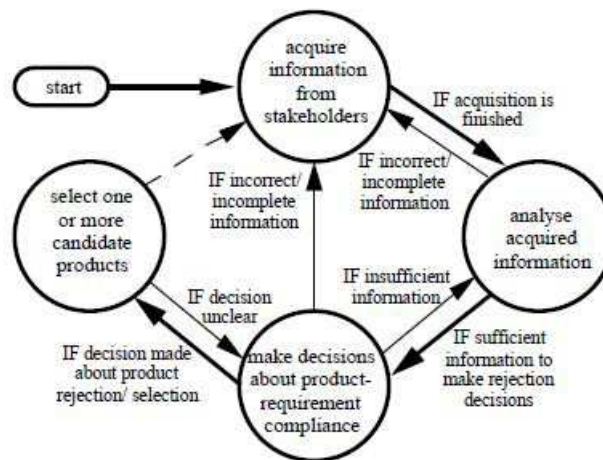 acquire
information
from
stakeholders
start
IF acquisition is
finished
IF incorrect/
incomplete
information
IF incorrect/
incomplete
information
select one
or more
candidate
products
analyse
acquired
information
IF insufficient
information
IF decision
unclear
IF decision made
about product
rejection/ selection
make decisions
about product-
requirement
compliance
IF sufficient
information to
make rejection
decisions